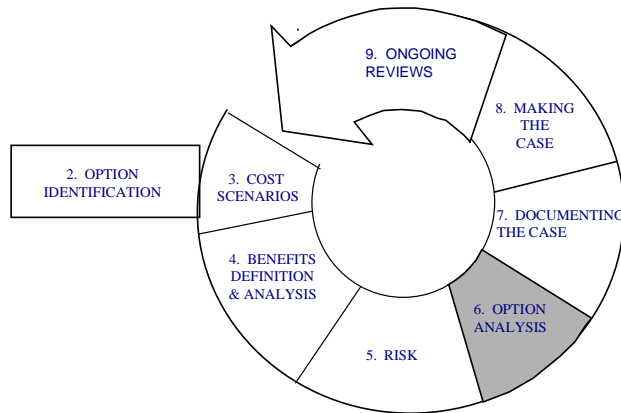 9. ONGOING
REVIEWS
8. MAKING
THE
CASE
2. OPTION
IDENTIFICATION
3. COST
SCENARIOS
7. DOCUMENTING
THE CASE
4. BENEFITS
DEFINITION
& ANALYSIS
6. OPTION
ANALYSIS
5. RISK